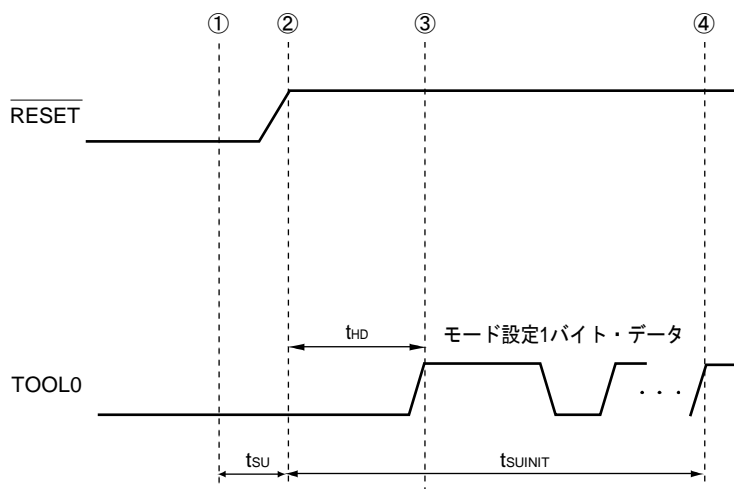 ① ② ③ ④
RESET
tHD
モード設定1バイト・データ
TOOL0
・・・
tSU
tSUINIT